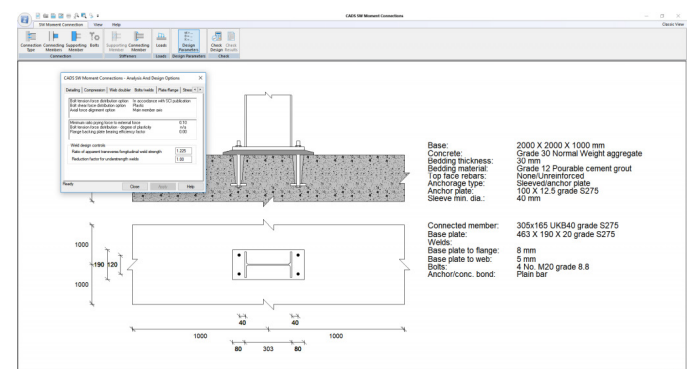 CADS SW Moment Connections
SW Moment Connection View Help
Classic View
Connection Type
Connecting Members
Supporting Member
Bolts
Supporting Member
Connecting Member
Loads
Design Parameters
Check Design
Check Results
Connection Stiffeners Loads Design Parameters Check
CADS SW Moment Connections - Analysis And Design Options
Detailing Compression Web doubler Bolts/welds Plate/flange
Bolt tension force distribution option In accordance with SCI publication
Bolt shear force distribution option Plastic
Axial force alignment option Main member axis
Minimum ratio prying force to external force 0.10
Bolt tension force distribution - degree of plasticity n/a
Flange backing plate bearing efficiency factor 0.00
Weld design controls
Ratio of apparent transverse/longitudinal weld strength 1.225
Reduction factor for understrength welds 1.00
Ready
Close Apply Help
Base: 2000 X 2000 X 1000 mm
Concrete: Grade 30 Normal Weight aggregate
Bedding thickness: 30 mm
Bedding material: Grade 12 Pourable cement grout
Top face rebars: None/Unreinforced
Anchorage type: Sleeved/anchor plate
Anchor plate: 100 X 12.5 grade S275
Sleeve min. dia.: 40 mm
Connected member: 305x165 UKB40 grade S275
Base plate: 463 X 190 X 20 grade S275
Welds:
Base plate to flange: 8 mm
Base plate to web: 5 mm
Bolts: 4 No. M20 grade 8.8
Anchor/conc. bond: Plain bar
1000
190 120
1000
40 40
1000 1000
80 303 80